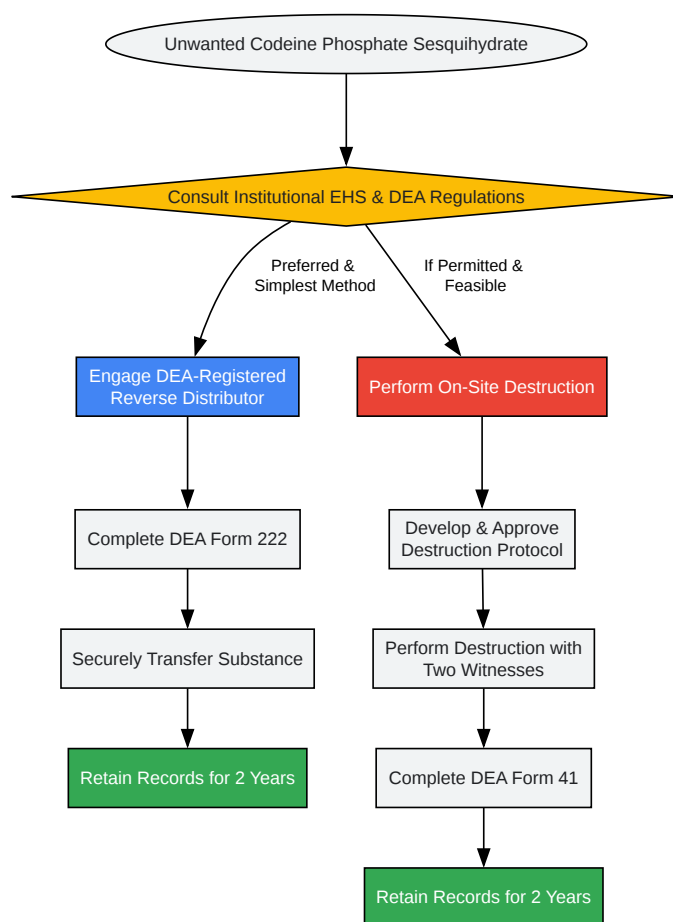 Unwanted Codeine Phosphate Sesquihydrate
Consult Institutional EHS & DEA Regulations
Preferred &
Simplest Method
If Permitted &
Feasible
Engage DEA-Registered
Reverse Distributor
Perform On-Site Destruction
Complete DEA Form 222
Develop & Approve
Destruction Protocol
Securely Transfer Substance
Perform Destruction with
Two Witnesses
Retain Records for 2 Years
Complete DEA Form 41
Retain Records for 2 Years